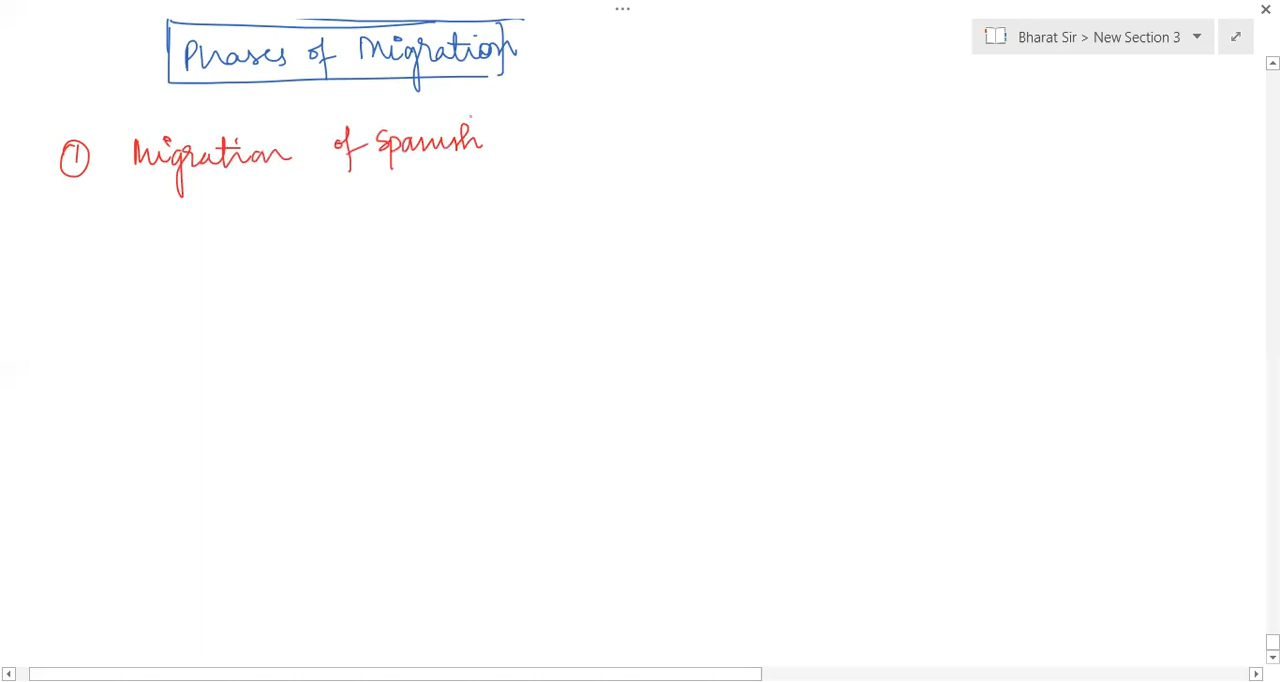 Bharat Sir > New Section 3
Phases of Migration
① Migration of Spanish